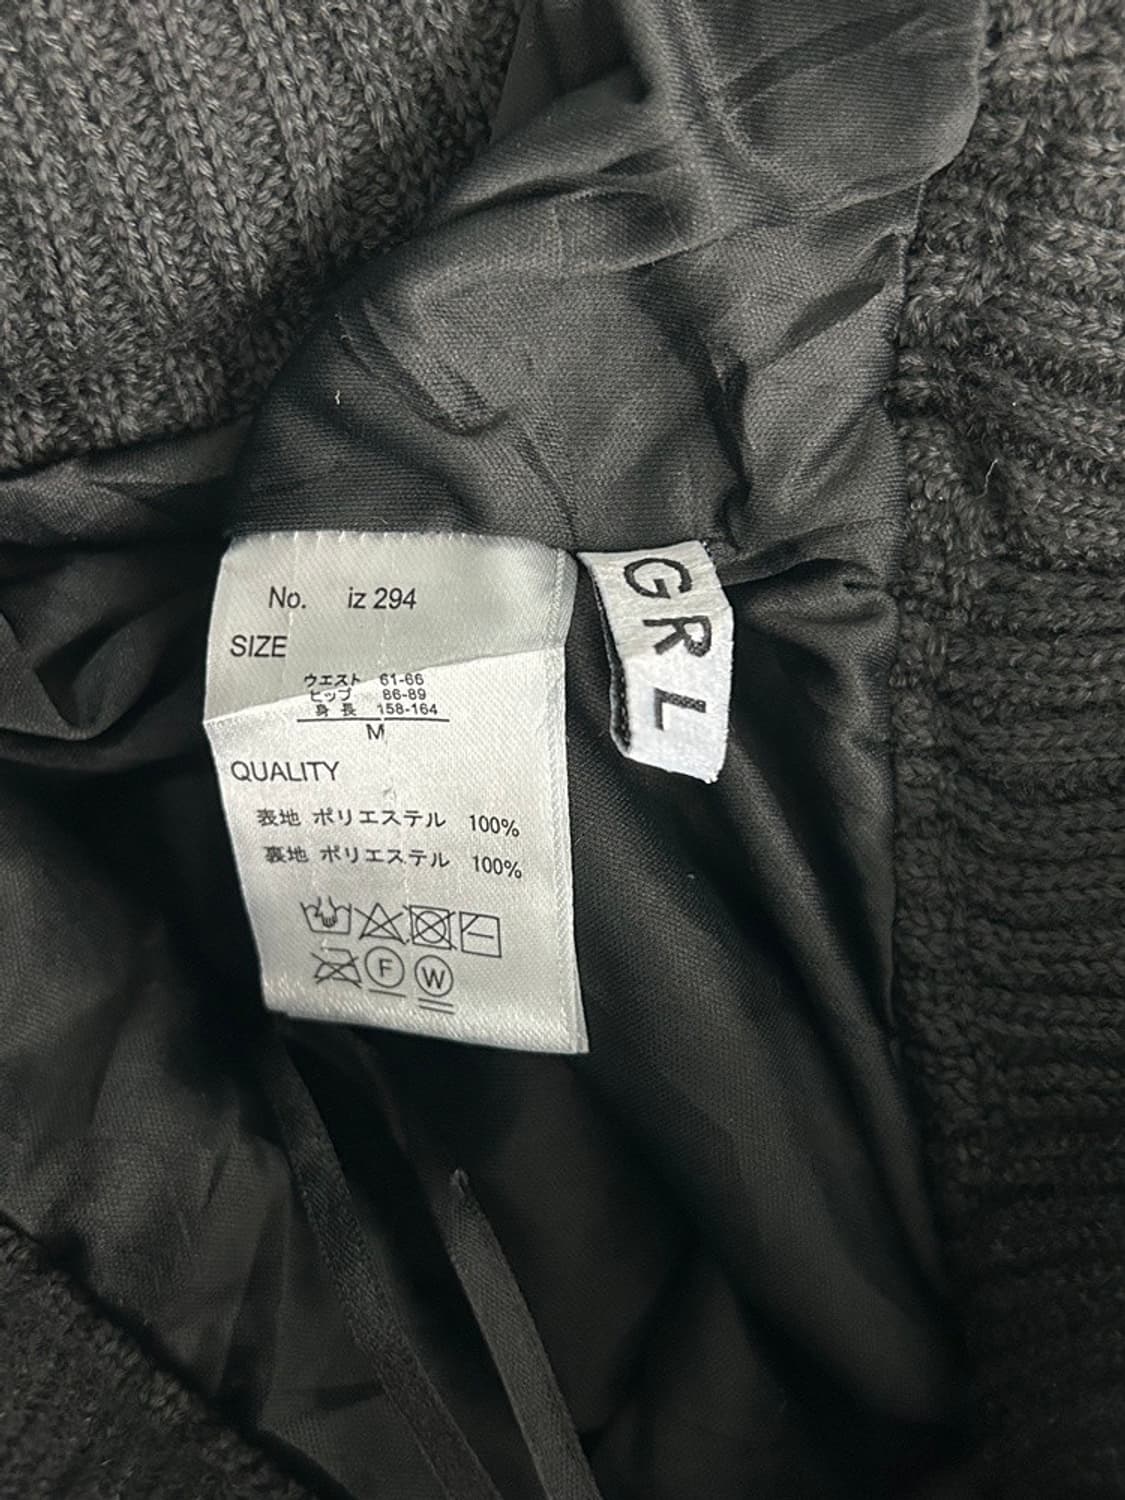 No. iz 294
SIZE
ウエスト 61-66
ヒップ 86-89
身長 158-164
M
QUALITY
表地 ポリエステル 100%
裏地 ポリエステル 100%
F W
GRL